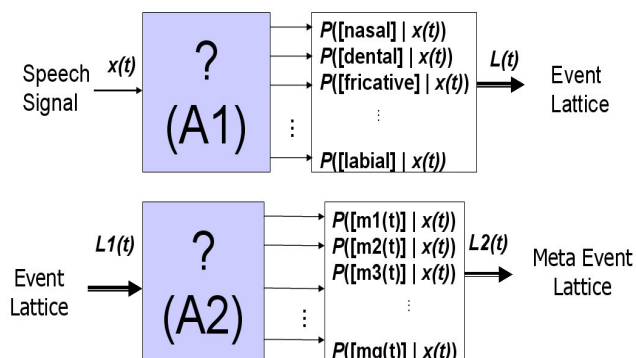 P([nasal] | x(t))
P([dental] | x(t))
P([fricative] | x(t))
⋮
P([labial] | x(t))
?
(A1)
⋮
x(t)
Speech
Signal
L(t)
Event
Lattice
P([m1(t)] | x(t))
P([m2(t)] | x(t))
P([m3(t)] | x(t))
⋮
P([mq(t)] | x(t))
?
(A2)
⋮
L1(t)
Event
Lattice
L2(t)
Meta Event
Lattice